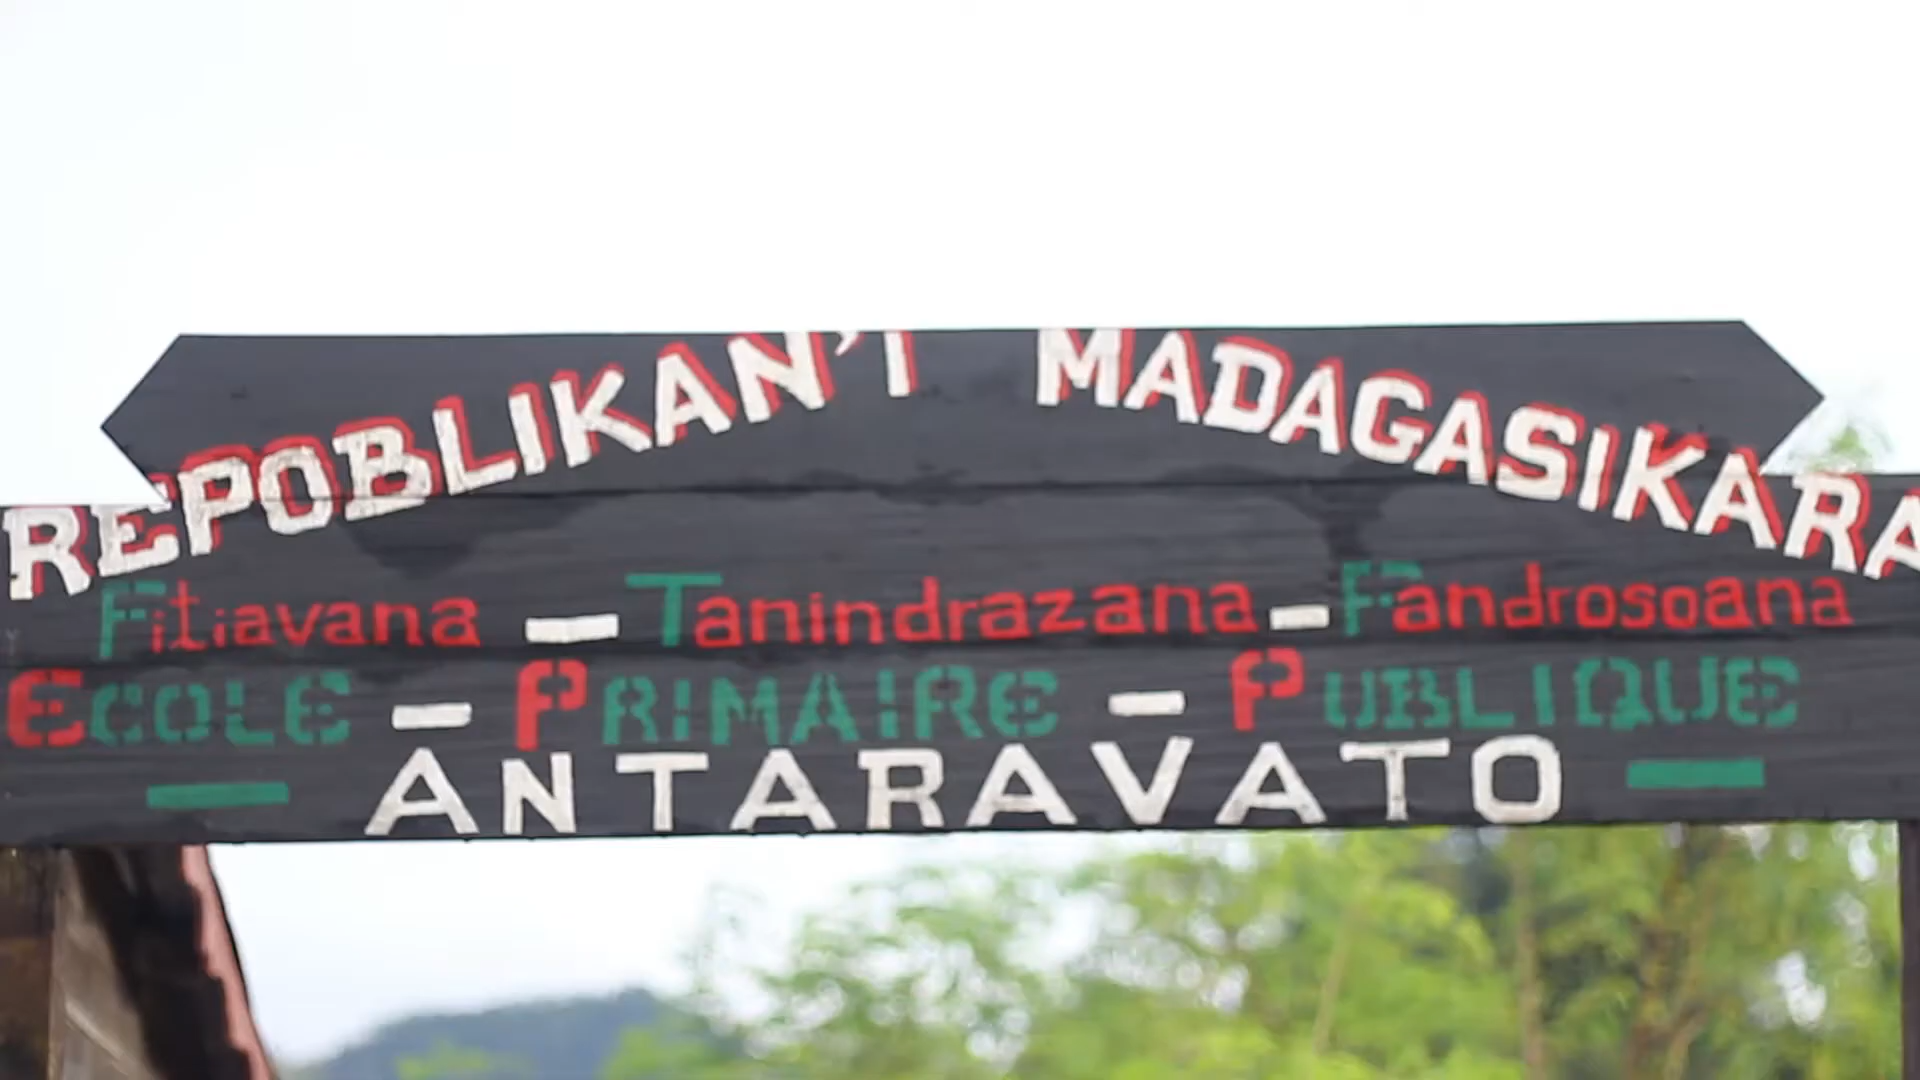 REPOBLIKAN'I MADAGASIKARA
Fitiavana - Tanindrazana - Fandrosoana
ECOLE - PRIMAIRE - PUBLIQUE
- ANTARAVATO -